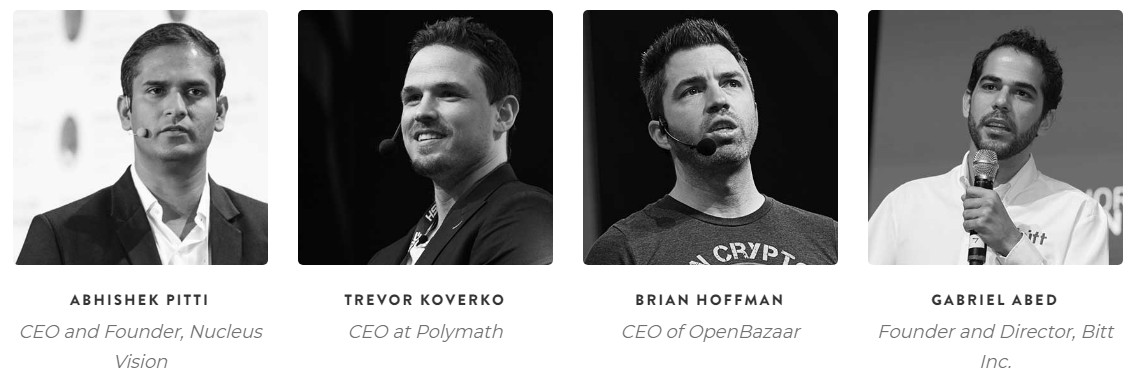 ABHISHEK PITTI
CEO and Founder, Nucleus
Vision
TREVOR KOVERKO
CEO at Polymath
BRIAN HOFFMAN
CEO of OpenBazaar
GABRIEL ABED
Founder and Director, Bitt
Inc.
CRYPT